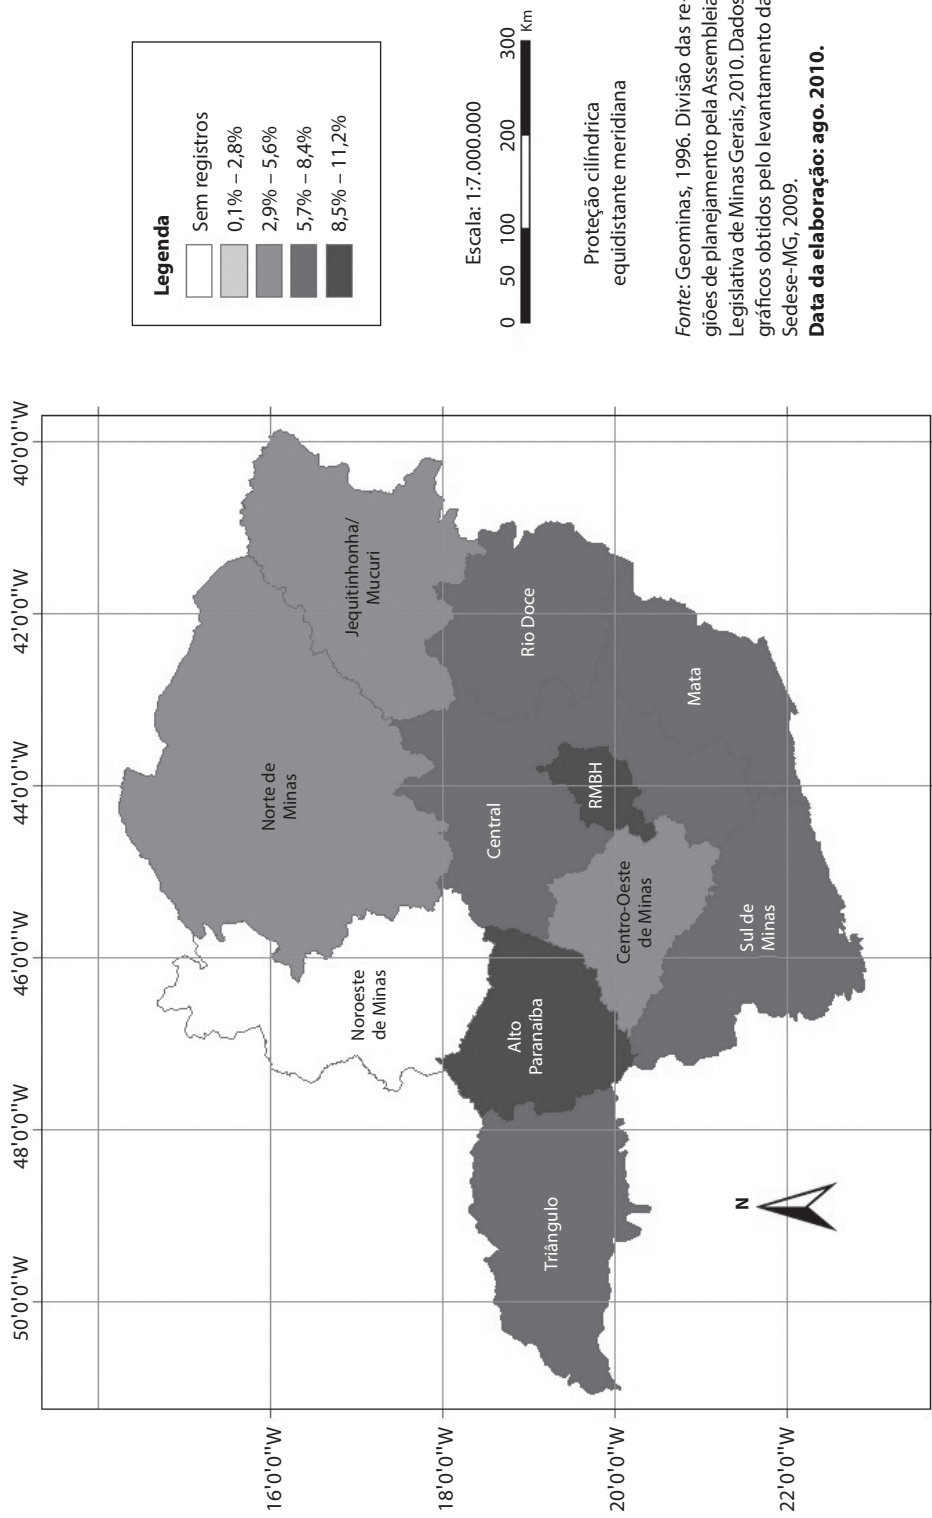 50'0'0''W
48'0'0''W
46'0'0''W
44'0'0''W
42'0'0''W
40'0'0''W
16'0'0''W
18'0'0''W
20'0'0''W
22'0'0''W
Noroeste
de Minas
Norte de
Minas
Jequitinhonha/
Mucuri
Triângulo
Alto
Paranaíba
Central
Rio Doce
RMBH
Centro-Oeste
de Minas
Mata
Sul de
Minas
N
Legenda
Sem registros
0,1% – 2,8%
2,9% – 5,6%
5,7% – 8,4%
8,5% – 11,2%
Escala: 1:7.000.000
0 50 100 200 300
Km
Proteção cilíndrica
equidistante meridiana
Fonte: Geominas, 1996. Divisão das re-
giões de planejamento pela Assembleia
Legislativa de Minas Gerais, 2010. Dados
gráficos obtidos pelo levantamento da
Sedese-MG, 2009.
Data da elaboração: ago. 2010.